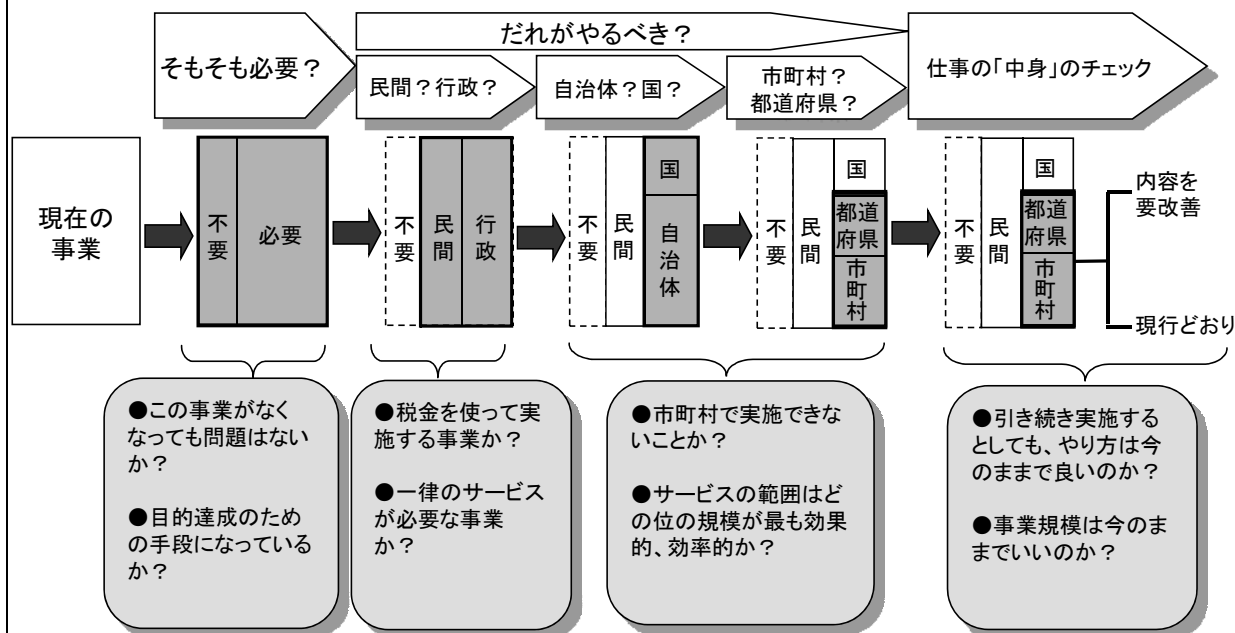 だれがやるべき？
そもそも必要？
民間？行政？
自治体？国？
市町村？
都道府県？
仕事の「中身」のチェック
現在の
事業
不要
必要
不要
民間
行政
不要
民間
国
自治体
不要
民間
国
都道
府県
市町村
不要
民間
国
都道
府県
市町村
内容を
要改善
現行どおり
●この事業がなく
なっても問題はない
か？
●目的達成のため
の手段になっている
か？
●税金を使って実
施する事業か？
●一律のサービス
が必要な事業
か？
●市町村で実施できな
いことか？
●サービスの範囲はど
の位の規模が最も効果
的、効率的か？
●引き続き実施する
としても、やり方は今
のままで良いのか？
●事業規模は今のま
までいいのか？